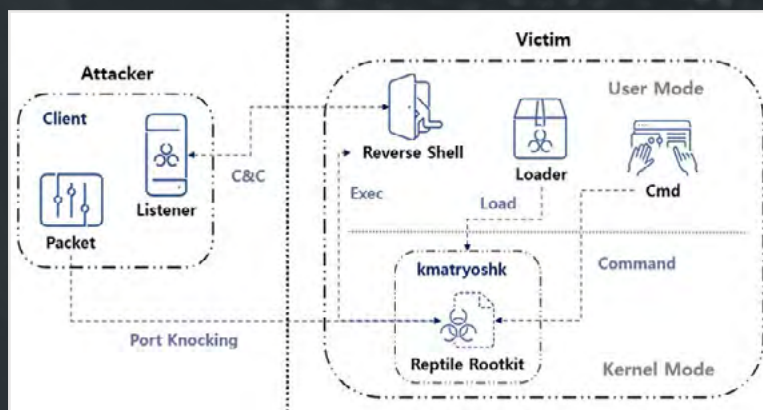 Attacker
Client
Listener
Packet
C&C
Port Knocking
Victim
User Mode
Reverse Shell
Loader
Cmd
Exec
Load
Command
kmatryoshk
Reptile Rootkit
Kernel Mode